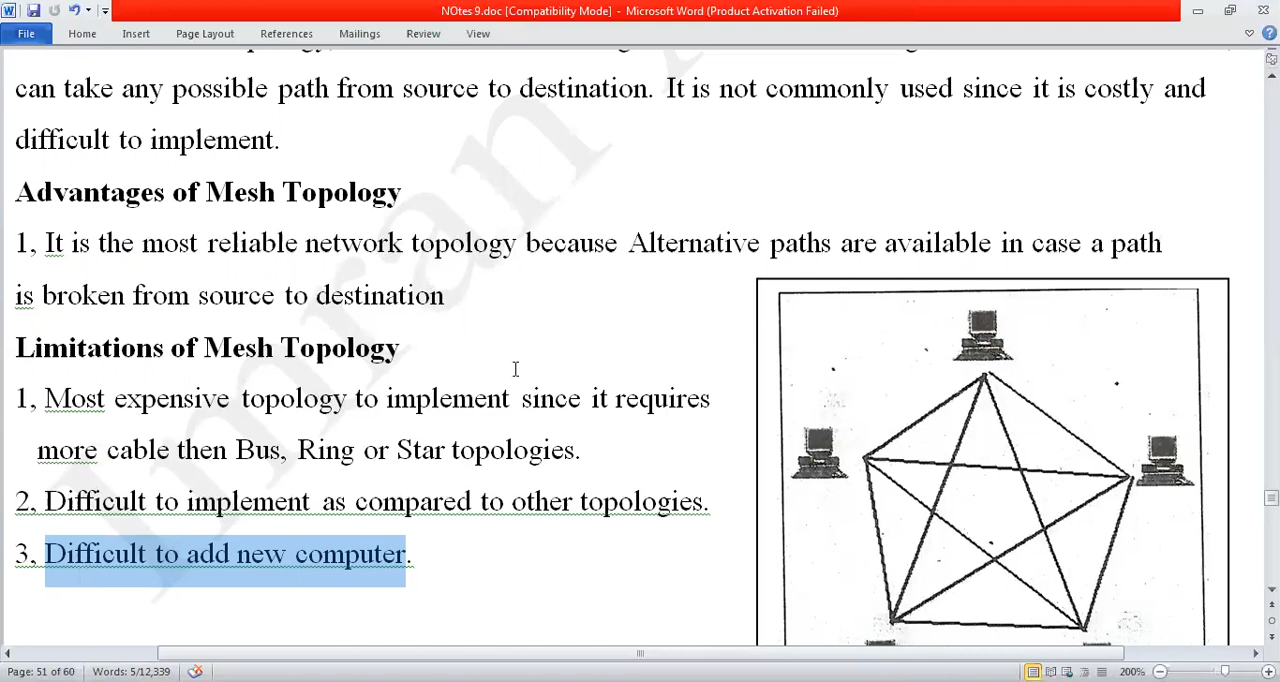 NOtes 9.doc [Compatibility Mode] - Microsoft Word (Product Activation Failed)
File Home Insert Page Layout References Mailings Review View
can take any possible path from source to destination. It is not commonly used since it is costly and
difficult to implement.
Advantages of Mesh Topology
1, It is the most reliable network topology because Alternative paths are available in case a path
is broken from source to destination
Limitations of Mesh Topology
1, Most expensive topology to implement since it requires
more cable then Bus, Ring or Star topologies.
2, Difficult to implement as compared to other topologies.
3, Difficult to add new computer.
Imran
Page: 51 of 60 Words: 5/12,339 200%